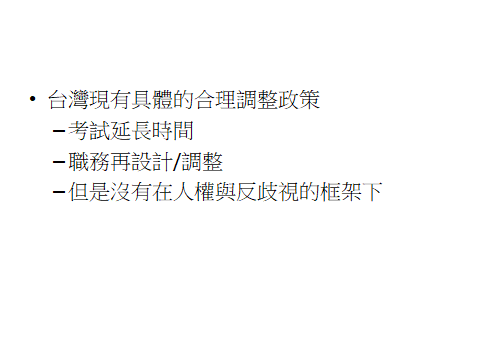 • 台灣現有具體的合理調整政策
–考試延長時間
–職務再設計/調整
–但是沒有在人權與反歧視的框架下